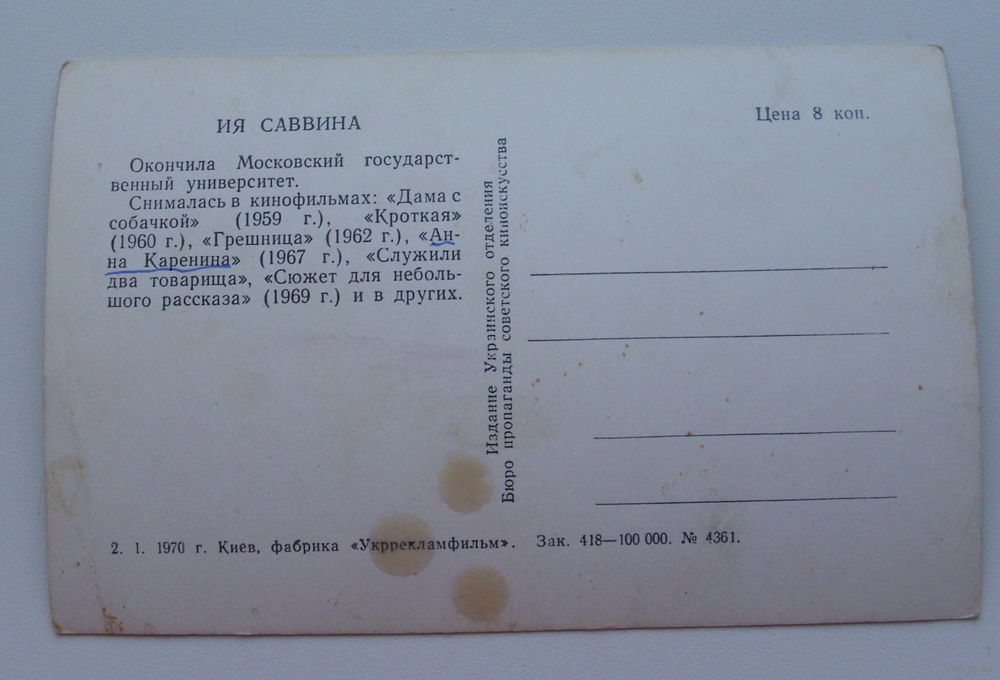 ИЯ САВВИНА
Окончила Московский государст-
венный университет.
Снималась в кинофильмах: «Дама с
собачкой» (1959 г.), «Кроткая»
(1960 г.), «Грешница» (1962 г.), «Ан-
на Каренина» (1967 г.), «Служили
два товарища», «Сюжет для неболь-
шого рассказа» (1969 г.) и в других.
Издание Украинского отделения
Бюро пропаганды советского киноискусства
Цена 8 коп.
2. 1. 1970 г. Киев, фабрика «Укррекламфильм». Зак. 418—100 000. № 4361.